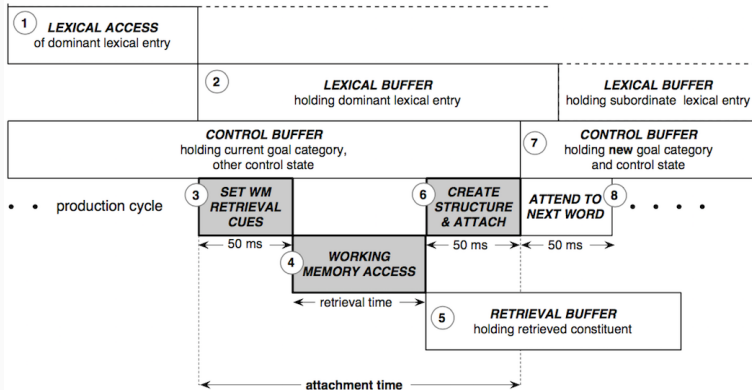 1
LEXICAL ACCESS
of dominant lexical entry
2
LEXICAL BUFFER
holding dominant lexical entry
LEXICAL BUFFER
holding subordinate lexical entry
CONTROL BUFFER
holding current goal category,
other control state
7
CONTROL BUFFER
holding new goal category
and control state
• • production cycle
3
SET WM
RETRIEVAL
CUES
6
CREATE
STRUCTURE
& ATTACH
ATTEND TO
NEXT WORD
8
• • • •
50 ms
50 ms
50 ms
4
WORKING
MEMORY ACCESS
retrieval time
5
RETRIEVAL BUFFER
holding retrieved constituent
attachment time